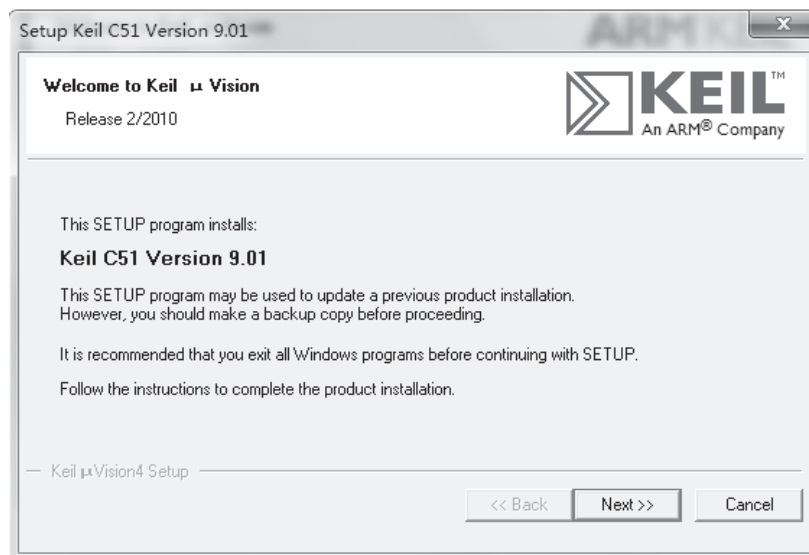 Setup Keil C51 Version 9.01
Welcome to Keil μ Vision
Release 2/2010
KEIL™
An ARM® Company
This SETUP program installs:
Keil C51 Version 9.01
This SETUP program may be used to update a previous product installation.
However, you should make a backup copy before proceeding.
It is recommended that you exit all Windows programs before continuing with SETUP.
Follow the instructions to complete the product installation.
Keil μVision4 Setup
<< Back
Next >>
Cancel